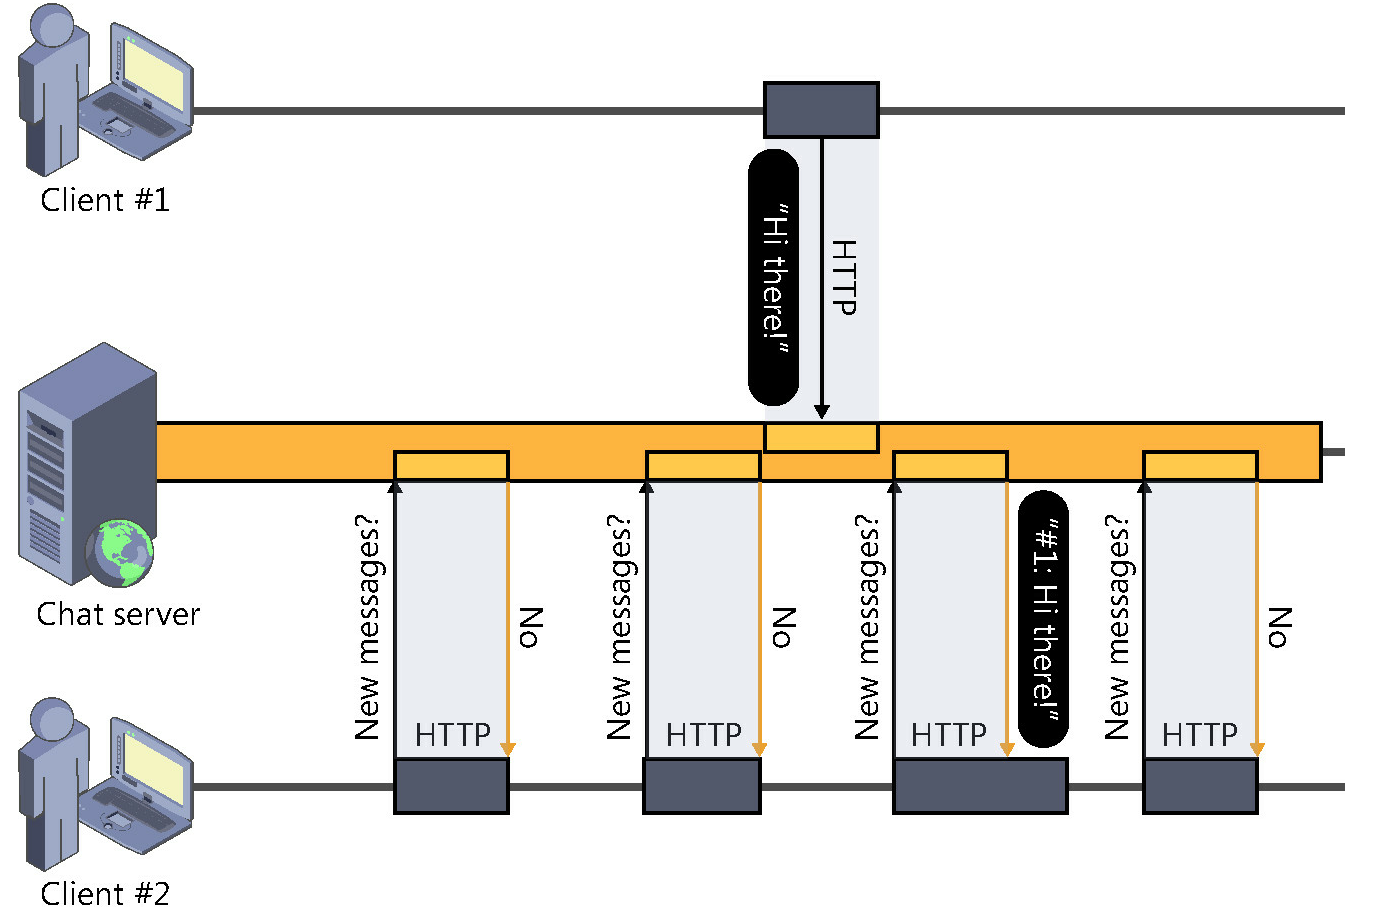 Client #1
"Hi there!"
HTTP
Chat server
New messages?
No
HTTP
New messages?
No
HTTP
New messages?
"#1: Hi there!"
HTTP
New messages?
No
HTTP
Client #2